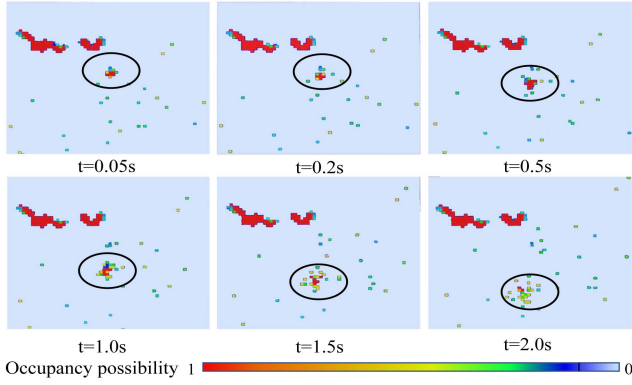 t=0.05s t=0.2s t=0.5s
t=1.0s t=1.5s t=2.0s
Occupancy possibility 1 0